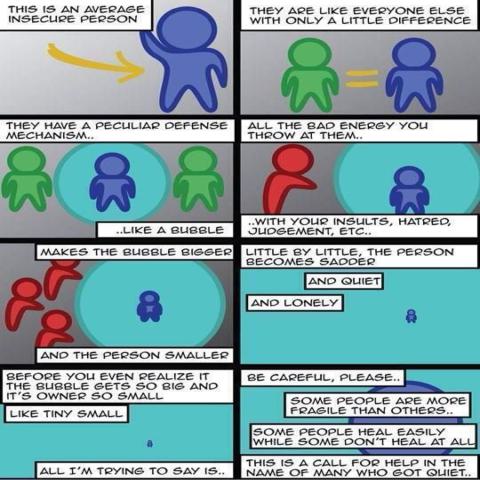 THIS IS AN AVERAGE
INSECURE PERSON
THEY ARE LIKE EVERYONE ELSE
WITH ONLY A LITTLE DIFFERENCE
THEY HAVE A PECULIAR DEFENSE
MECHANISM..
..LIKE A BUBBLE
ALL THE BAD ENERGY YOU
THROW AT THEM..
..WITH YOUR INSULTS, HATRED,
JUDGEMENT, ETC..
MAKES THE BUBBLE BIGGER
AND THE PERSON SMALLER
LITTLE BY LITTLE, THE PERSON
BECOMES SADDER
AND QUIET
AND LONELY
BEFORE YOU EVEN REALIZE IT
THE BUBBLE GETS SO BIG AND
IT'S OWNER SO SMALL
LIKE TINY SMALL
ALL I'M TRYING TO SAY IS..
BE CAREFUL, PLEASE..
SOME PEOPLE ARE MORE
FRAGILE THAN OTHERS..
SOME PEOPLE HEAL EASILY
WHILE SOME DON'T HEAL AT ALL
THIS IS A CALL FOR HELP IN THE
NAME OF MANY WHO GOT QUIET..